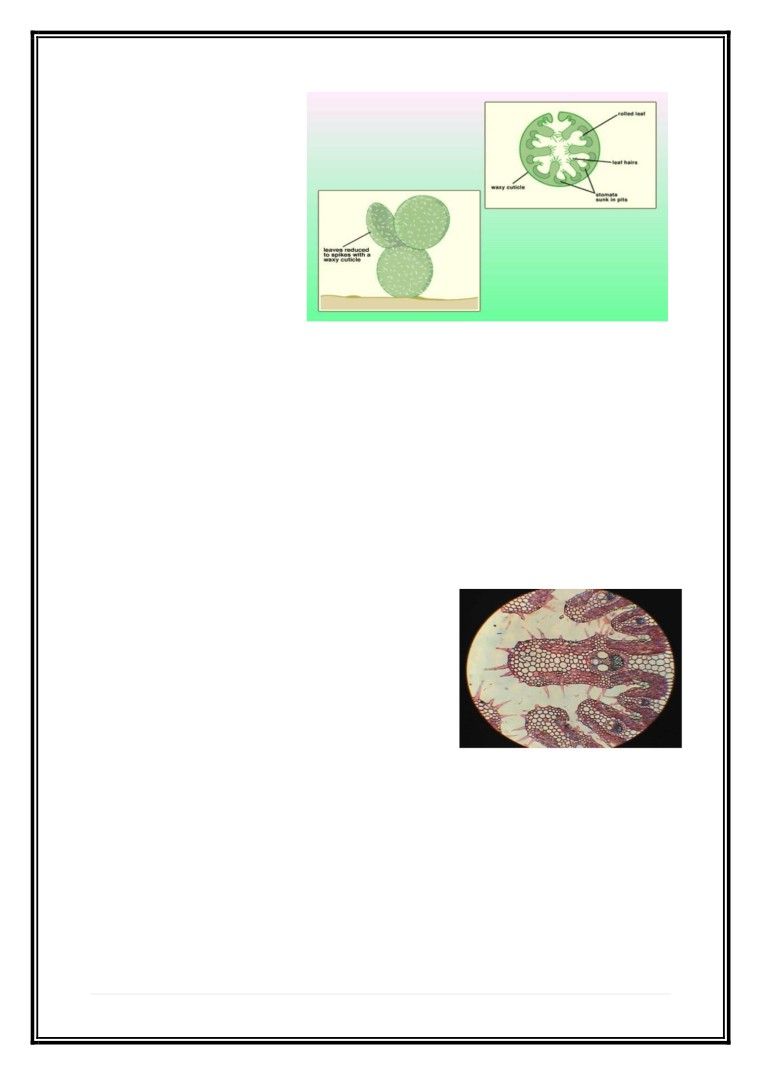 rolled leaf
leaf hairs
waxy cuticle
stomata
sunk in pits
leaves reduced
to spikes with a
waxy cuticle